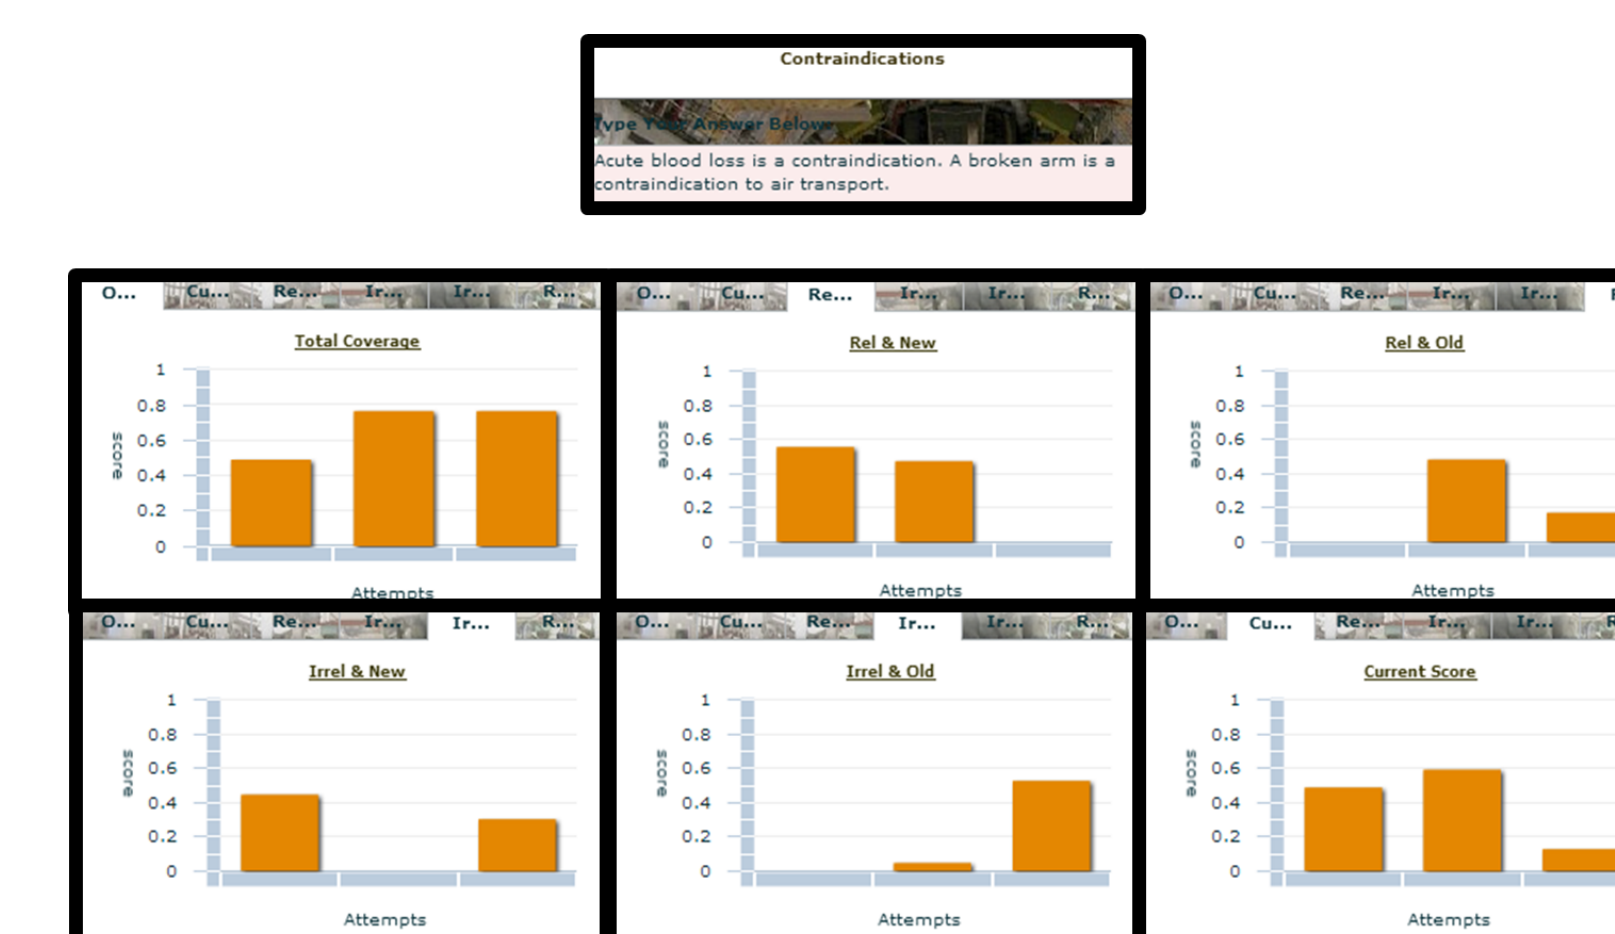 Contraindications
Type Your Answer Below:
Acute blood loss is a contraindication. A broken arm is a
contraindication to air transport.
O... Cu... Re... Ir... Ir... R...
Total Coverage
1
0.8
0.6
0.4
0.2
0
score
Attempts
O... Cu... Re... Ir... Ir... R...
Rel & New
1
0.8
0.6
0.4
0.2
0
score
Attempts
O... Cu... Re... Ir... Ir...
Rel & Old
1
0.8
0.6
0.4
0.2
0
score
Attempts
O... Cu... Re... Ir... Ir... R...
Irrel & New
1
0.8
0.6
0.4
0.2
0
score
Attempts
O... Cu... Re... Ir... Ir... R...
Irrel & Old
1
0.8
0.6
0.4
0.2
0
score
Attempts
O... Cu... Re... Ir... Ir...
Current Score
1
0.8
0.6
0.4
0.2
0
score
Attempts